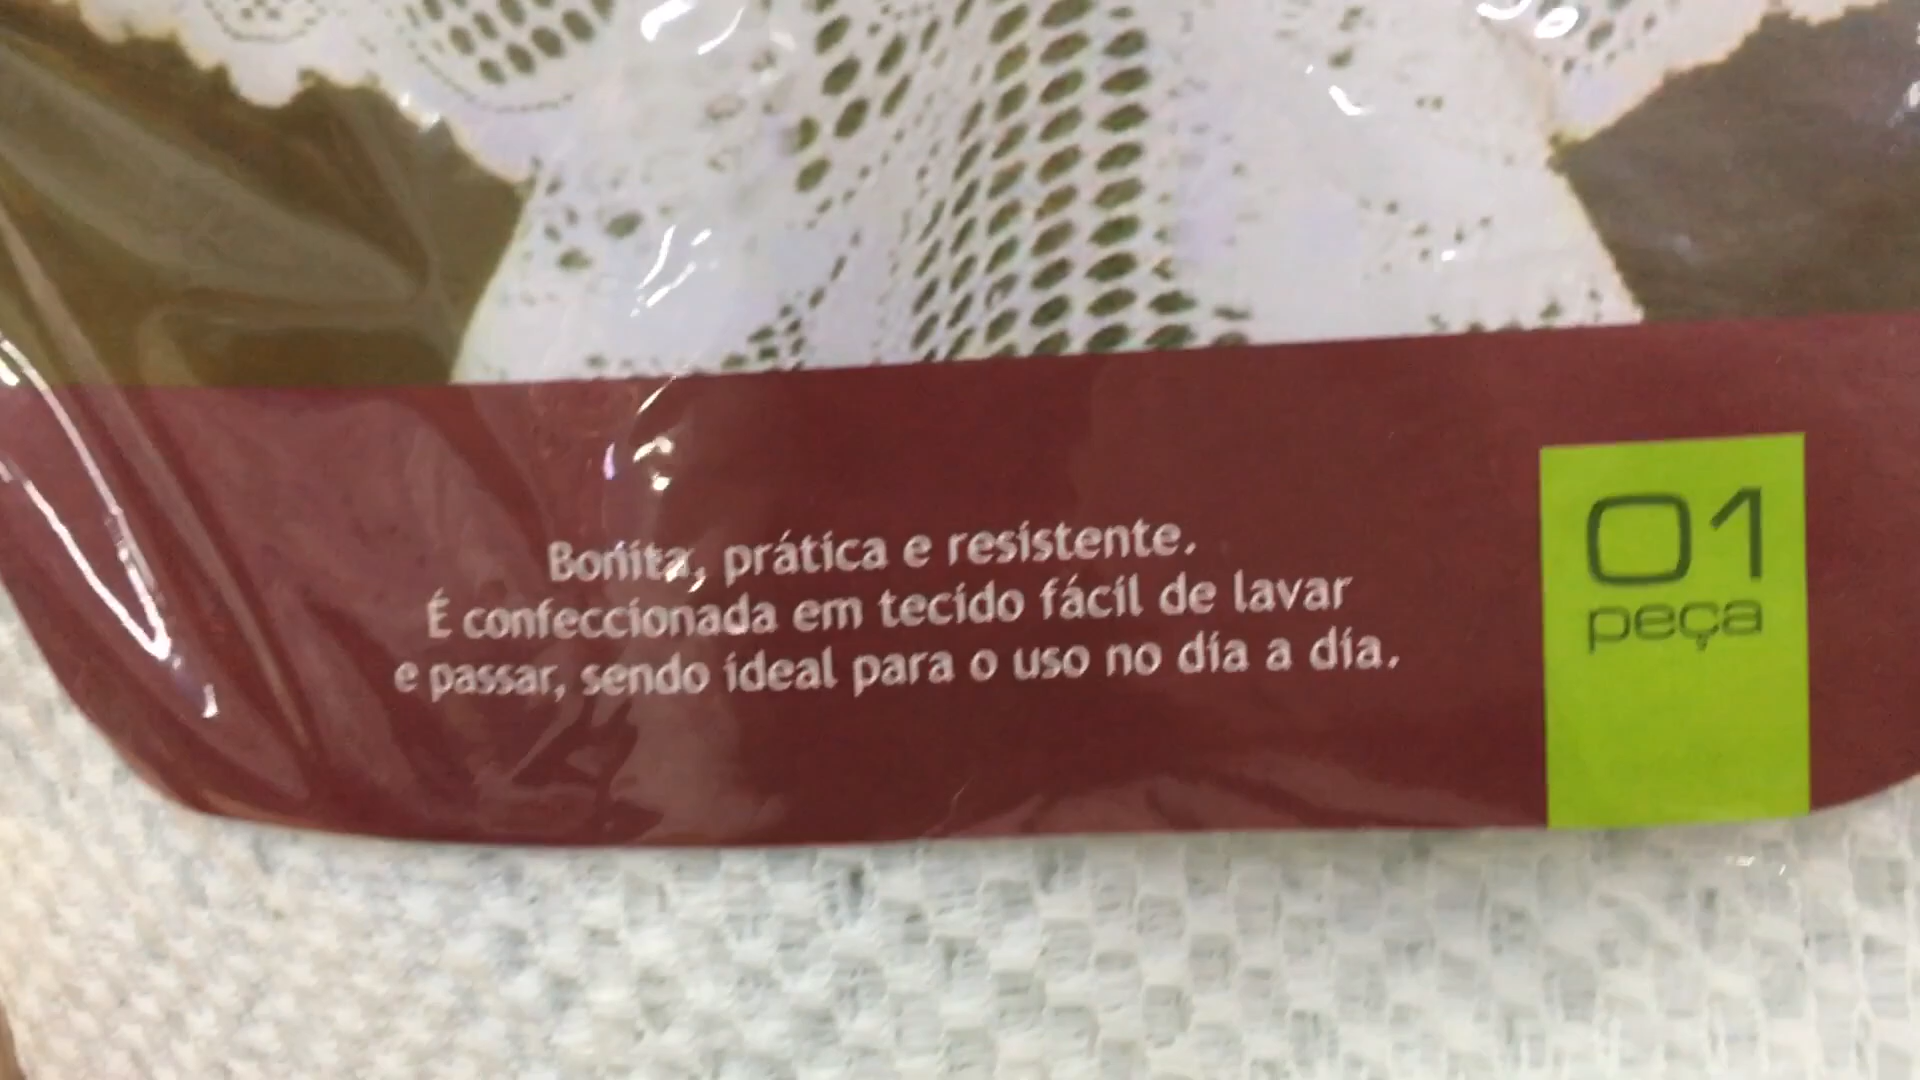 Bonita, prática e resistente.
É confeccionada em tecido fácil de lavar
e passar, sendo ideal para o uso no dia a dia.
01
peça